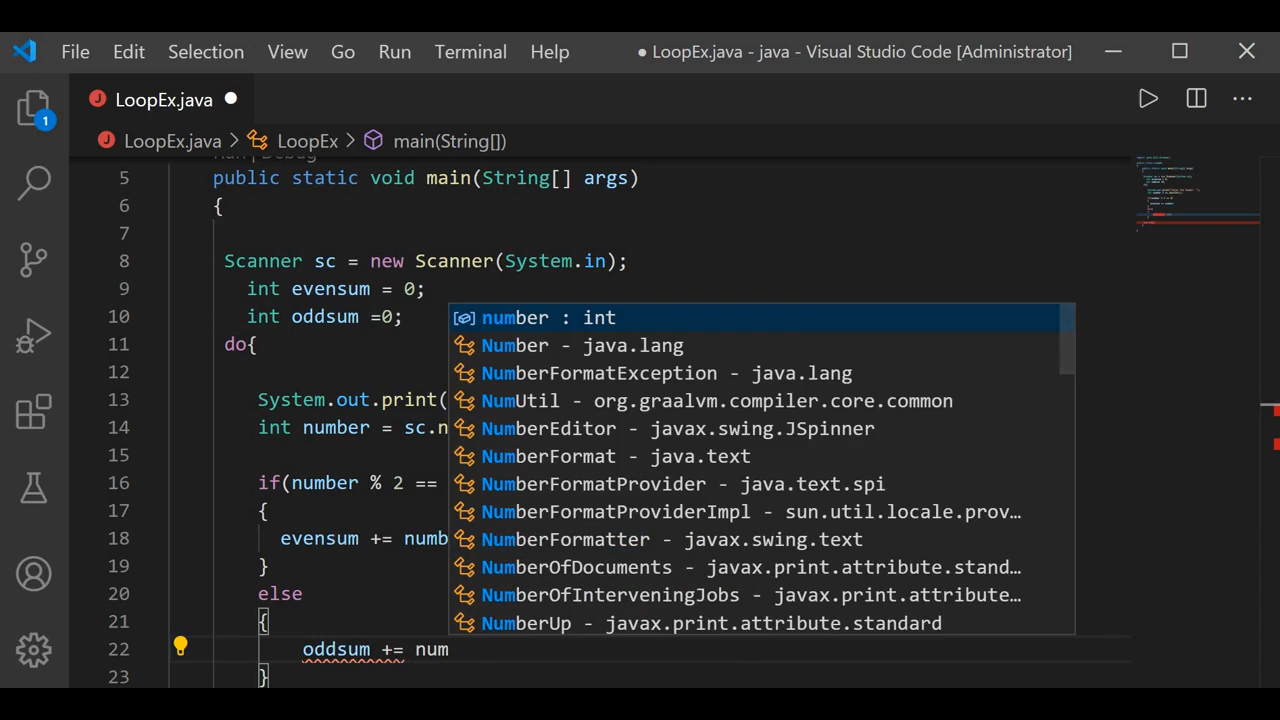 File Edit Selection View Go Run Terminal Help ● LoopEx.java - java - Visual Studio Code [Administrator]
J LoopEx.java ●
1
J LoopEx.java > LoopEx > main(String[])
Run | Debug
5 public static void main(String[] args)
6 {
7
8 Scanner sc = new Scanner(System.in);
9 int evensum = 0;
10 int oddsum =0;
11 do{
12
13 System.out.print(
14 int number = sc.n
15
16 if(number % 2 ==
17 {
18 evensum += numb
19 }
20 else
21 {
22 oddsum += num
23 }
number : int
Number - java.lang
NumberFormatException - java.lang
NumUtil - org.graalvm.compiler.core.common
NumberEditor - javax.swing.JSpinner
NumberFormat - java.text
NumberFormatProvider - java.text.spi
NumberFormatProviderImpl - sun.util.locale.prov…
NumberFormatter - javax.swing.text
NumberOfDocuments - javax.print.attribute.stand…
NumberOfInterveningJobs - javax.print.attribute…
NumberUp - javax.print.attribute.standard